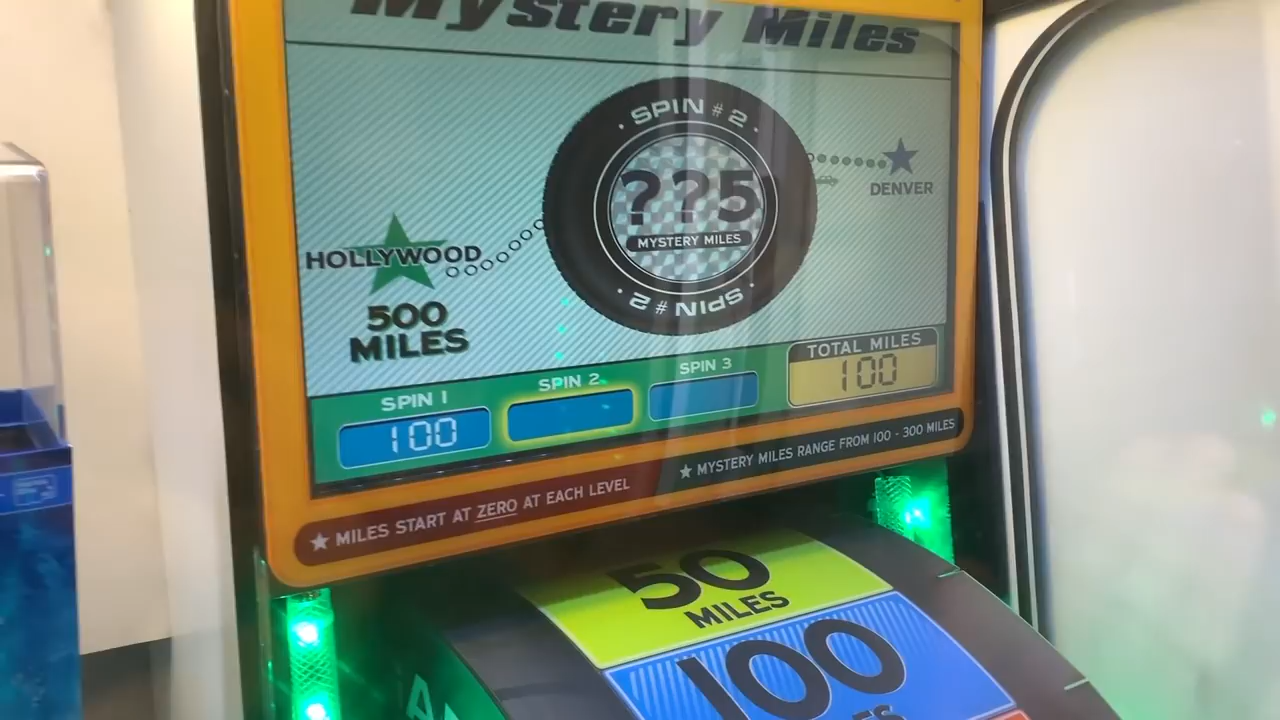 Mystery Miles
· SPIN # 2 ·
??5
MYSTERY MILES
· SPIN # 2 ·
DENVER
HOLLYWOOD
500
MILES
SPIN 1
100
SPIN 2
SPIN 3
TOTAL MILES
100
★ MILES START AT ZERO AT EACH LEVEL
★ MYSTERY MILES RANGE FROM 100 - 300 MILES
50
MILES
100